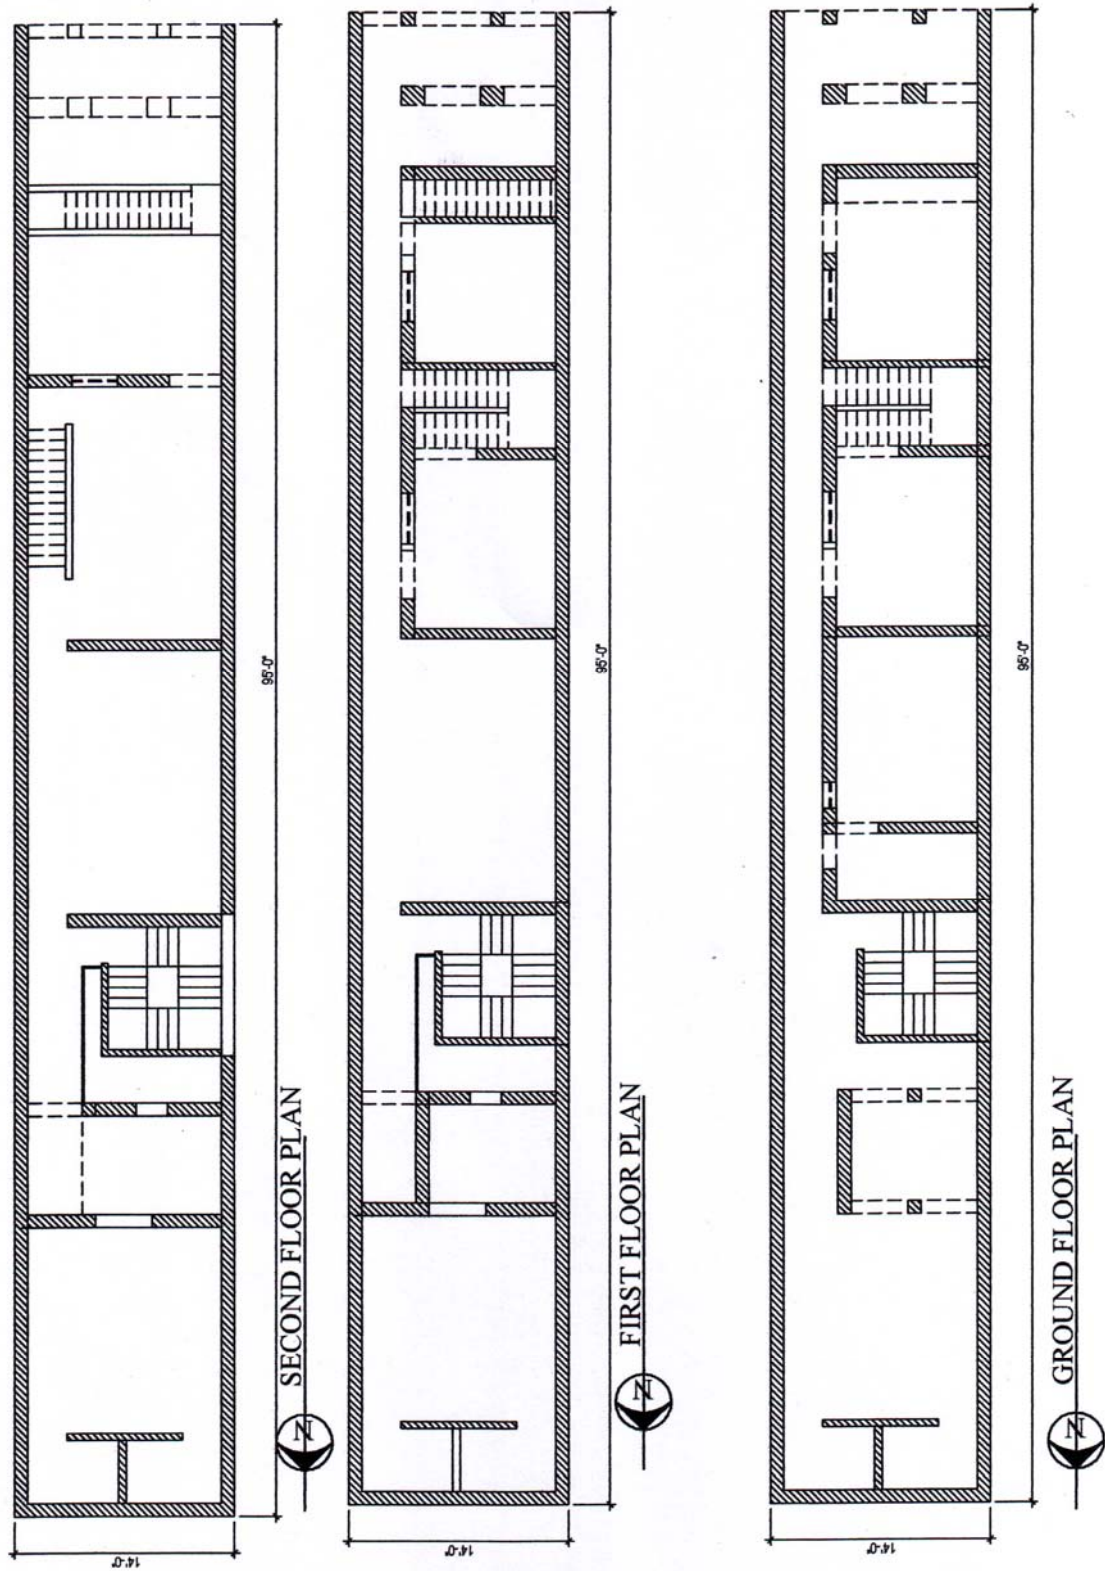 SECOND FLOOR PLAN
N
95'-0"
14'-0"
FIRST FLOOR PLAN
N
95'-0"
14'-0"
GROUND FLOOR PLAN
N
95'-0"
14'-0"